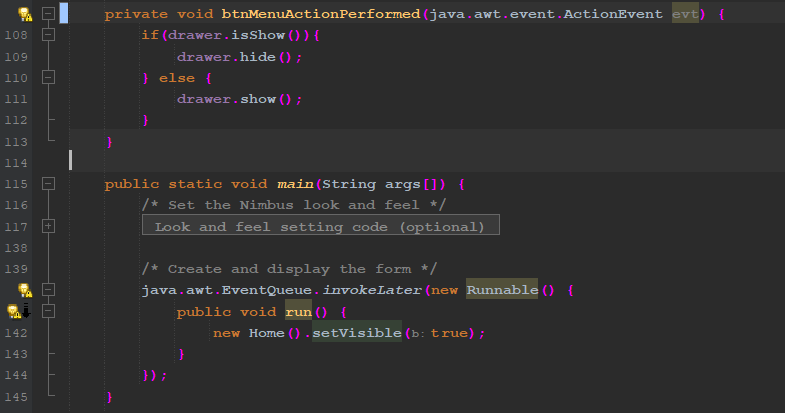 private void btnMenuActionPerformed(java.awt.event.ActionEvent evt) {
108 if(drawer.isShow()){
109 drawer.hide();
110 } else {
111 drawer.show();
112 }
113 }
114
115 public static void main(String args[]) {
116 /* Set the Nimbus look and feel */
117 Look and feel setting code (optional)
138
139 /* Create and display the form */
java.awt.EventQueue.invokeLater(new Runnable() {
public void run() {
142 new Home().setVisible(b:true);
143 }
144 });
145 }